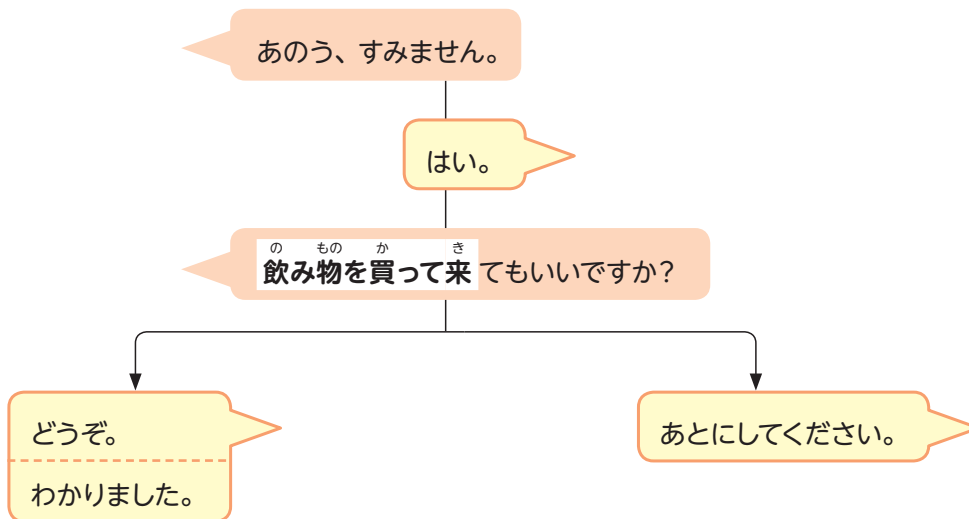 あのう、すみません。
はい。
の もの か き
飲み物を買って来てもいいですか？
どうぞ。
わかりました。
あとにしてください。